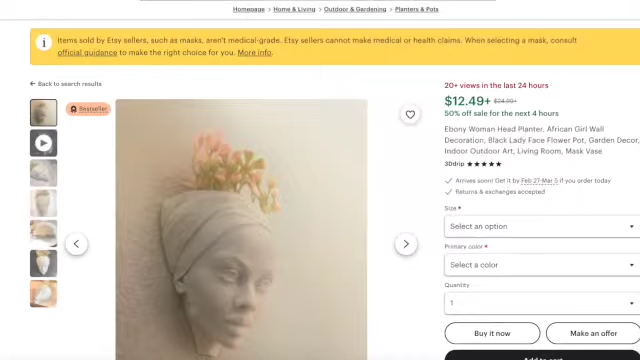 Homepage > Home & Living > Outdoor & Gardening > Planters & Pots
Items sold by Etsy sellers, such as masks, aren't medical-grade. Etsy sellers cannot make medical or health claims. When selecting a mask, consult
official guidance to make the right choice for you. More info.
← Back to search results
Bestseller
20+ views in the last 24 hours
$12.49+ $24.99+
50% off sale for the next 4 hours
Ebony Woman Head Planter, African Girl Wall
Decoration, Black Lady Face Flower Pot, Garden Decor,
Indoor Outdoor Art, Living Room, Mask Vase
3Ddrip ★★★★★
Arrives soon! Get it by Feb 27-Mar 5 if you order today
Returns & exchanges accepted
Size *
Select an option
Primary color *
Select a color
Quantity
1
Buy it now
Make an offer
Add to cart